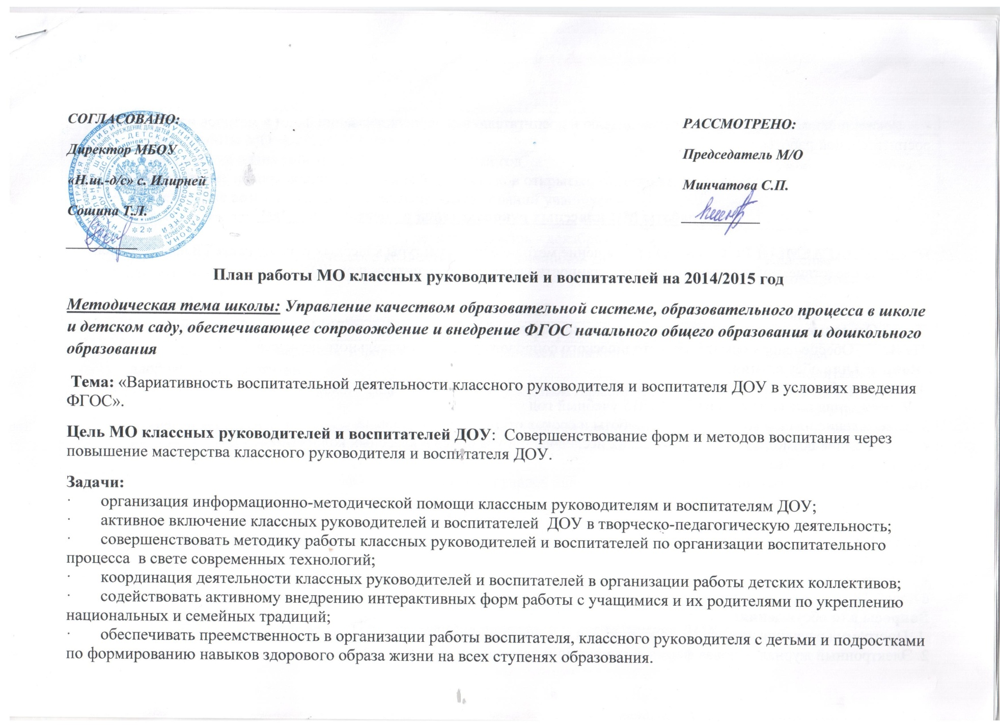 СОГЛАСОВАНО:
Директор МБОУ
«Н.ш.-д/с» с. Илирней
Сошина Т.Л.
РАССМОТРЕНО:
Председатель М/О
Минчатова С.П.
План работы МО классных руководителей и воспитателей на 2014/2015 год
Методическая тема школы: Управление качеством образовательной системе, образовательного процесса в школе
и детском саду, обеспечивающее сопровождение и внедрение ФГОС начального общего образования и дошкольного
образования
Тема: «Вариативность воспитательной деятельности классного руководителя и воспитателя ДОУ в условиях введения
ФГОС».
Цель МО классных руководителей и воспитателей ДОУ: Совершенствование форм и методов воспитания через
повышение мастерства классного руководителя и воспитателя ДОУ.
Задачи:
· организация информационно-методической помощи классным руководителям и воспитателям ДОУ;
· активное включение классных руководителей и воспитателей ДОУ в творческо-педагогическую деятельность;
· совершенствовать методику работы классных руководителей и воспитателей по организации воспитательного
процесса в свете современных технологий;
· координация деятельности классных руководителей и воспитателей в организации работы детских коллективов;
· содействовать активному внедрению интерактивных форм работы с учащимися и их родителями по укреплению
национальных и семейных традиций;
· обеспечивать преемственность в организации работы воспитателя, классного руководителя с детьми и подростками
по формированию навыков здорового образа жизни на всех ступенях образования.